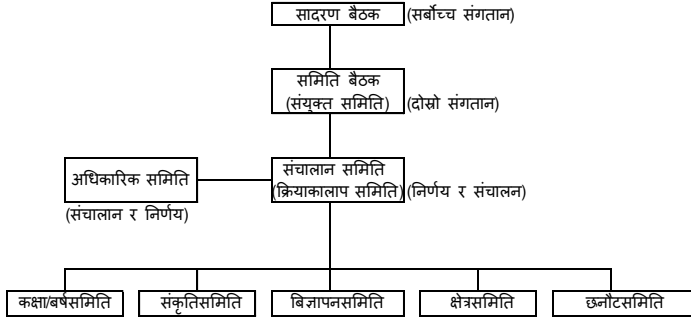 सादरण बैठक (सर्बोच्च संगतान)
समिति बैठक
(संयुक्त समिति) (दोस्रो संगतान)
अधिकारिक समिति
(संचालान र निर्णय)
संचालान समिति
(क्रियाकालाप समिति) (निर्णय र संचालन)
कक्षा/बर्षसमिति संकृतिसमिति बिज्ञापनसमिति क्षेत्रसमिति छनौटसमिति